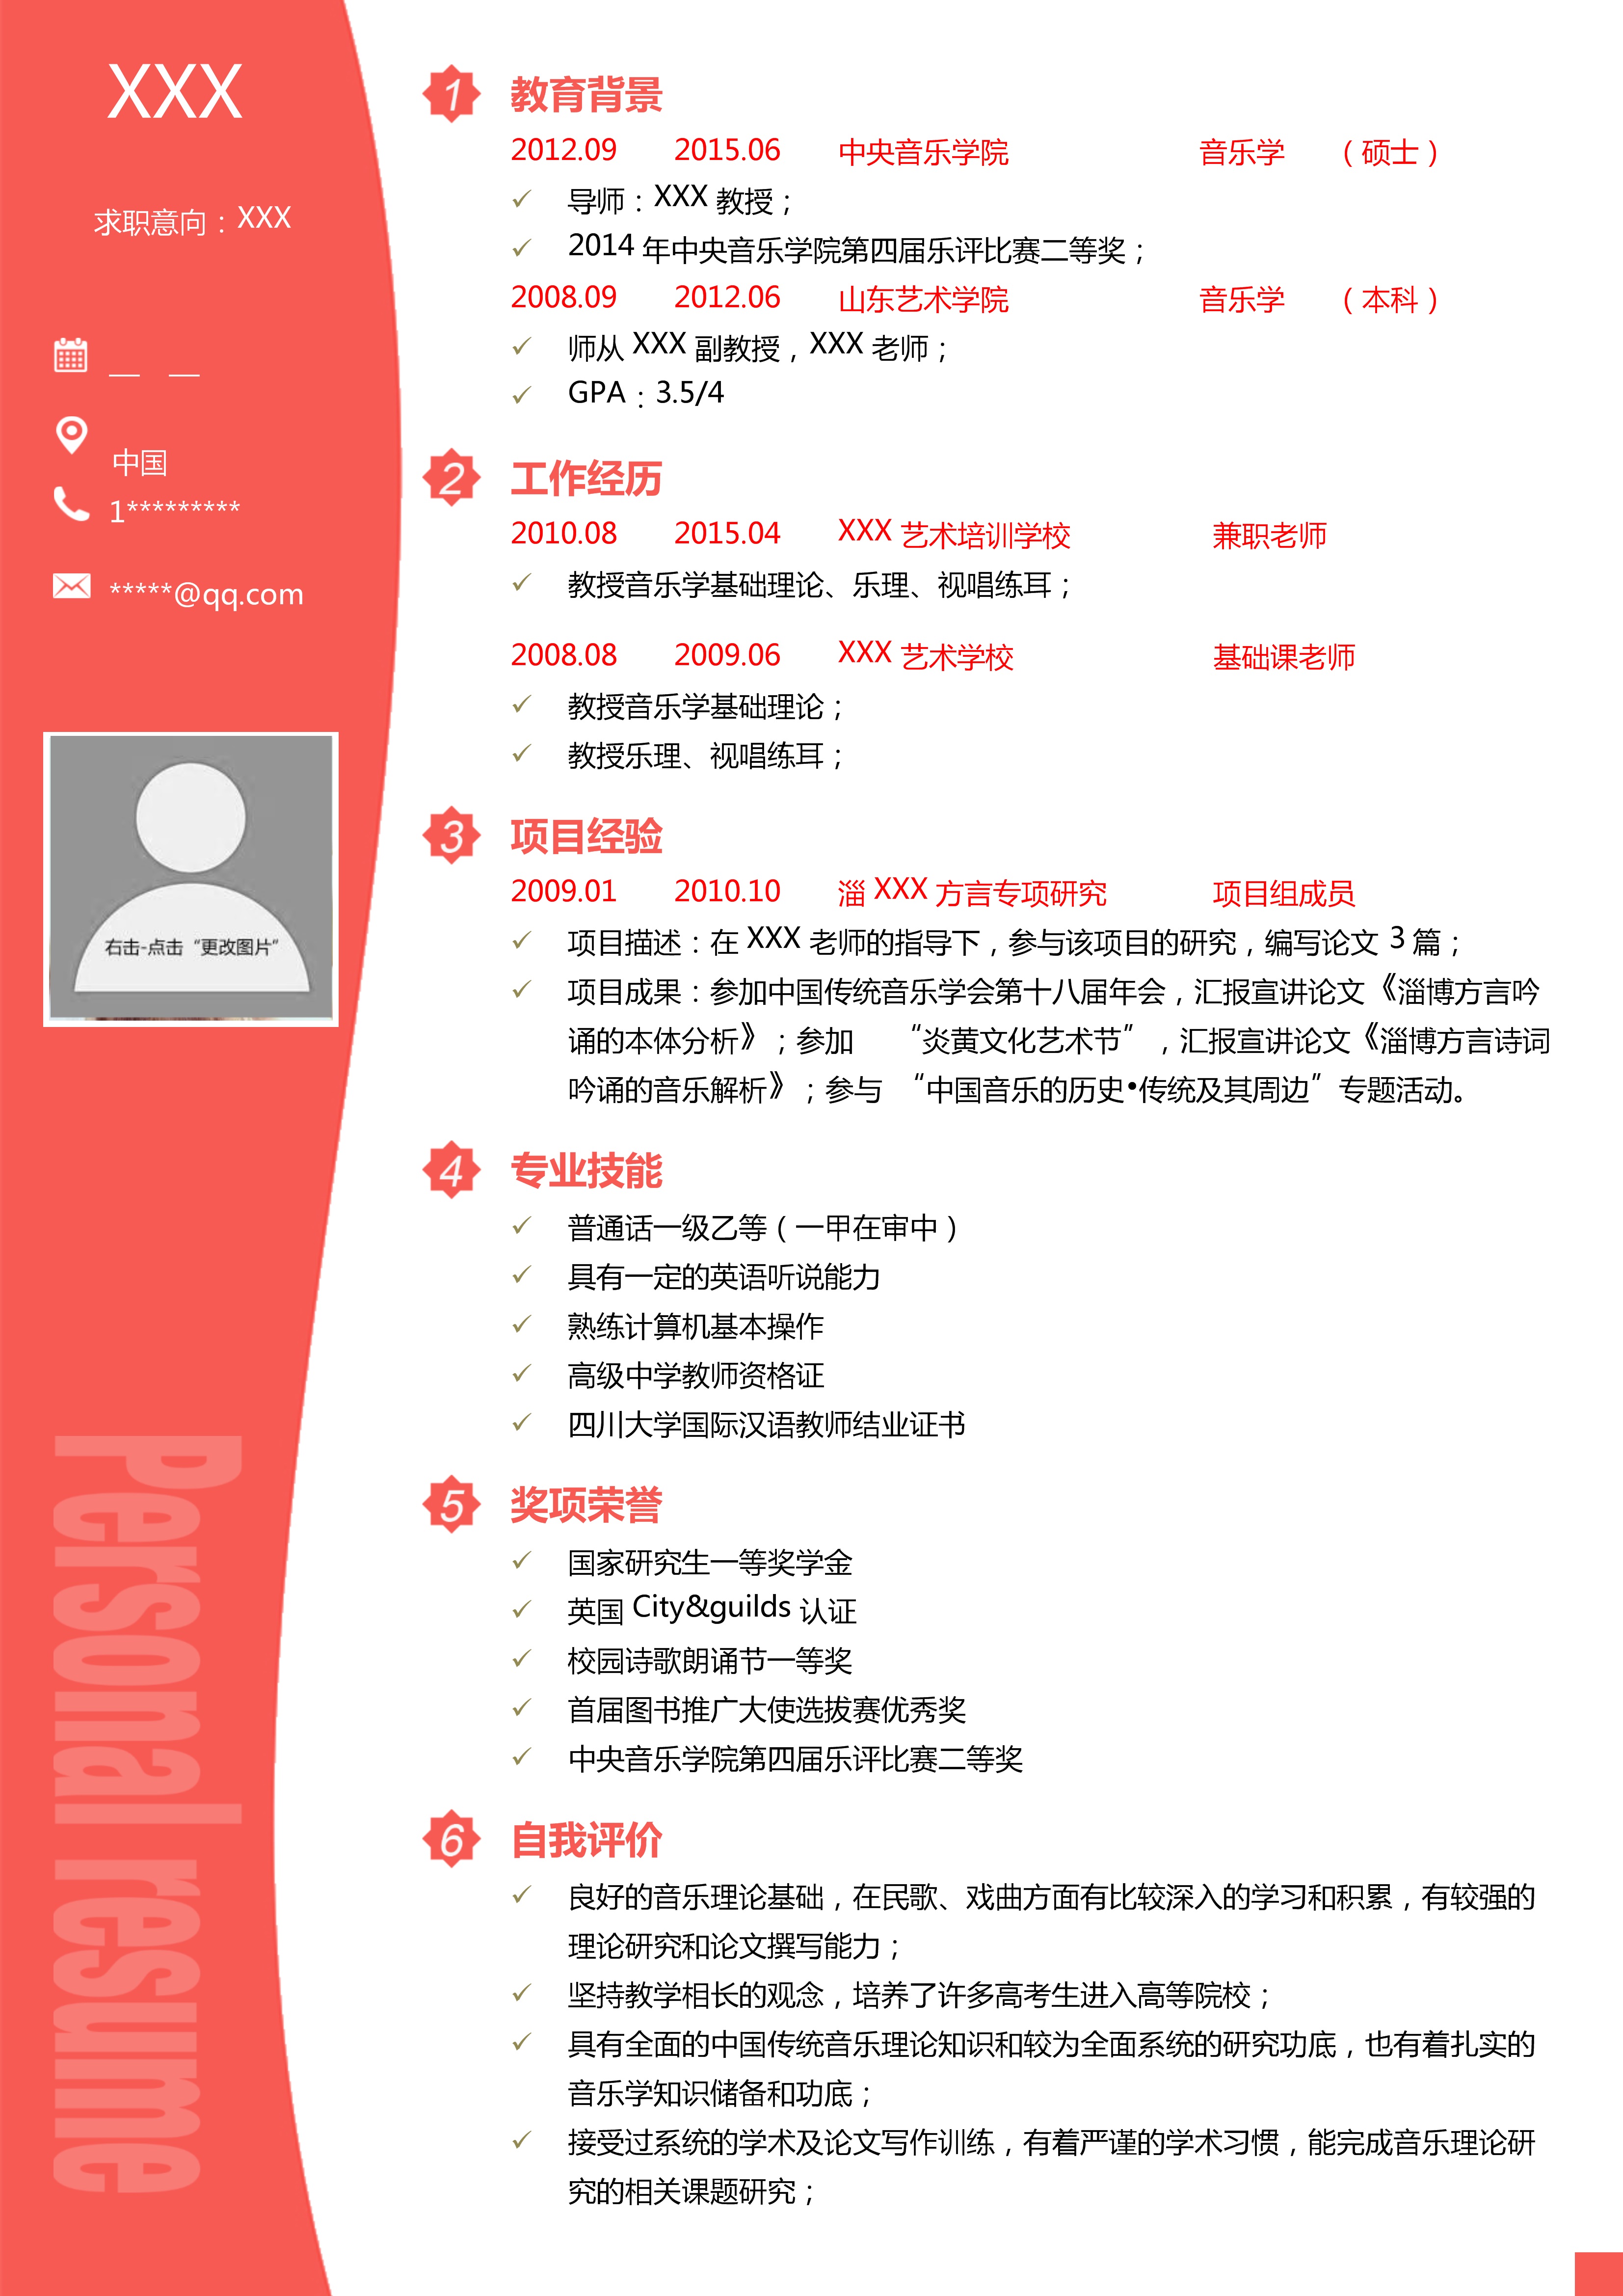 XXX
求职意向：XXX
— —
中国
1*********
*****@qq.com
右击-点击“更改图片”
Personal resume
1 教育背景
2012.09 2015.06 中央音乐学院 音乐学 （硕士）
导师：XXX 教授；
2014 年中央音乐学院第四届乐评比赛二等奖；
2008.09 2012.06 山东艺术学院 音乐学 （本科）
师从 XXX 副教授，XXX 老师；
GPA：3.5/4
2 工作经历
2010.08 2015.04 XXX 艺术培训学校 兼职老师
教授音乐学基础理论、乐理、视唱练耳；
2008.08 2009.06 XXX 艺术学校 基础课老师
教授音乐学基础理论；
教授乐理、视唱练耳；
3 项目经验
2009.01 2010.10 淄 XXX 方言专项研究 项目组成员
项目描述：在 XXX 老师的指导下，参与该项目的研究，编写论文 3 篇；
项目成果：参加中国传统音乐学会第十八届年会，汇报宣讲论文《淄博方言吟
诵的本体分析》；参加 “炎黄文化艺术节”，汇报宣讲论文《淄博方言诗词
吟诵的音乐解析》；参与 “中国音乐的历史•传统及其周边”专题活动。
4 专业技能
普通话一级乙等（一甲在审中）
具有一定的英语听说能力
熟练计算机基本操作
高级中学教师资格证
四川大学国际汉语教师结业证书
5 奖项荣誉
国家研究生一等奖学金
英国 City&guilds 认证
校园诗歌朗诵节一等奖
首届图书推广大使选拔赛优秀奖
中央音乐学院第四届乐评比赛二等奖
6 自我评价
良好的音乐理论基础，在民歌、戏曲方面有比较深入的学习和积累，有较强的
理论研究和论文撰写能力；
坚持教学相长的观念，培养了许多高考生进入高等院校；
具有全面的中国传统音乐理论知识和较为全面系统的研究功底，也有着扎实的
音乐学知识储备和功底；
接受过系统的学术及论文写作训练，有着严谨的学术习惯，能完成音乐理论研
究的相关课题研究；